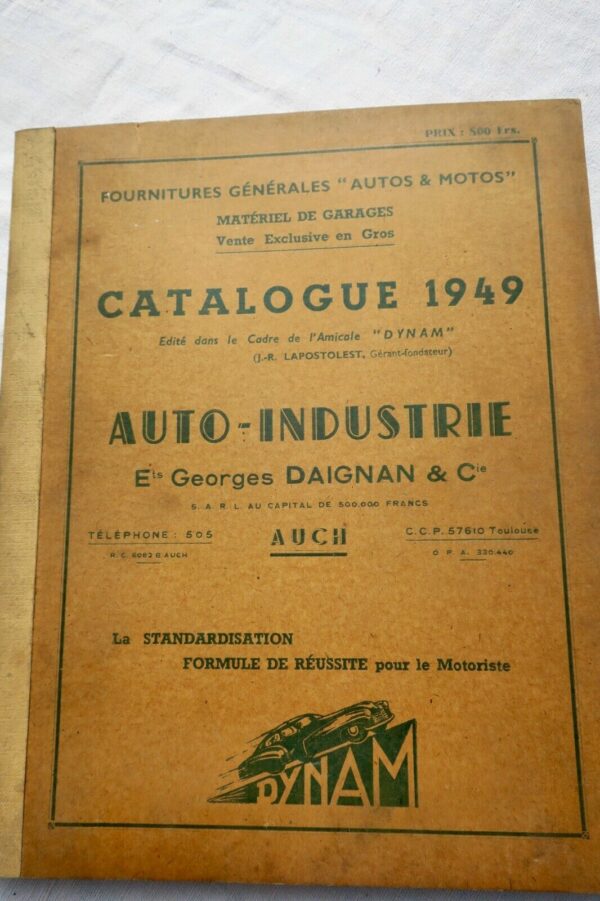 PRIX : 800 Frs.
FOURNITURES GÉNÉRALES "AUTOS & MOTOS"
MATÉRIEL DE GARAGES
Vente Exclusive en Gros
CATALOGUE 1949
Edité dans le Cadre de l'Amicale "DYNAM"
(J.-R. LAPOSTOLEST, Gérant-fondateur)
AUTO-INDUSTRIE
Ets Georges DAIGNAN & Cie
S.A.R.L. AU CAPITAL DE 500.000 FRANCS
TÉLÉPHONE : 505
AUCH
C.C.P. 57610 Toulouse
R.C. 6082 B AUCH
O.P.A. 330.440
La STANDARDISATION
FORMULE DE RÉUSSITE pour le Motoriste
DYNAM